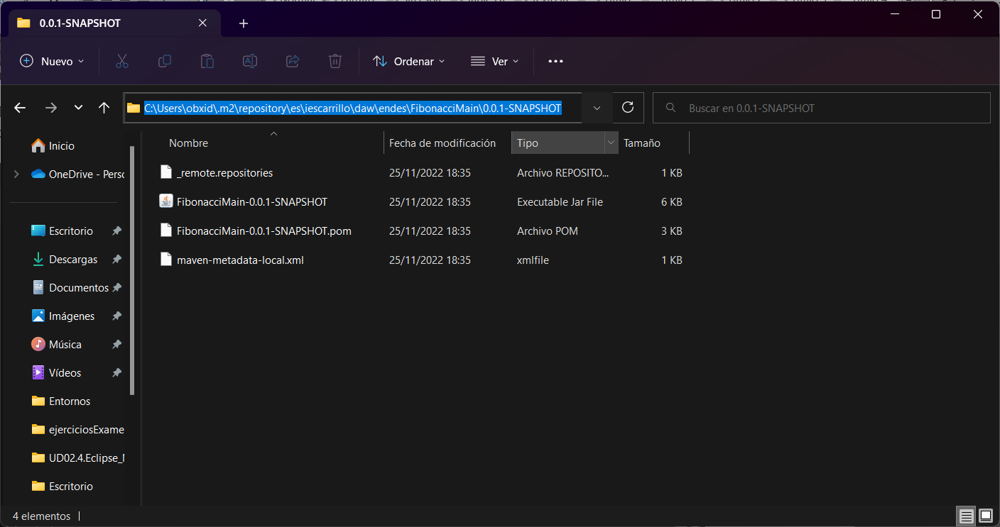 0.0.1-SNAPSHOT
Nuevo Ordenar Ver
C:\Users\obxid\.m2\repository\es\iescarrillo\daw\endes\FibonacciMain\0.0.1-SNAPSHOT Buscar en 0.0.1-SNAPSHOT
Inicio
OneDrive - Perso
Escritorio
Descargas
Documentos
Imágenes
Música
Vídeos
Entornos
ejerciciosExame
UD02.4.Eclipse_
Escritorio
Nombre Fecha de modificación Tipo Tamaño
_remote.repositories 25/11/2022 18:35 Archivo REPOSITO... 1 KB
FibonacciMain-0.0.1-SNAPSHOT 25/11/2022 18:35 Executable Jar File 6 KB
FibonacciMain-0.0.1-SNAPSHOT.pom 25/11/2022 18:35 Archivo POM 3 KB
maven-metadata-local.xml 25/11/2022 18:35 xmlfile 1 KB
4 elementos